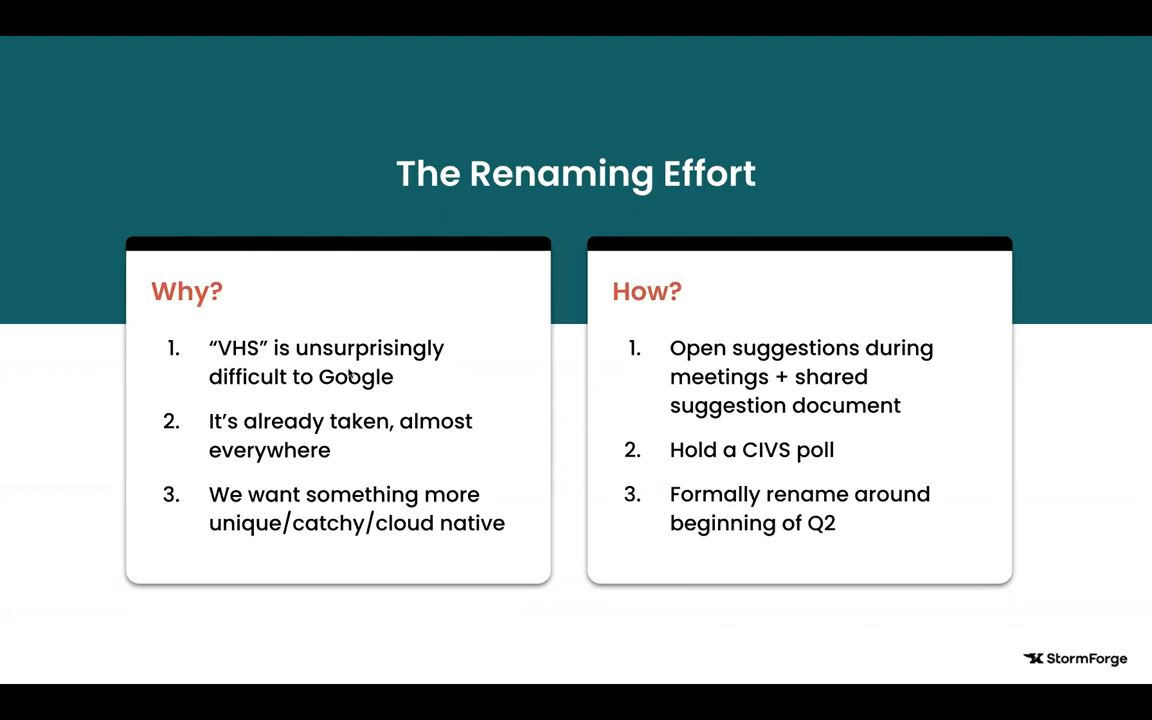 The Renaming Effort
Why?
1. “VHS” is unsurprisingly
difficult to Google
2. It’s already taken, almost
everywhere
3. We want something more
unique/catchy/cloud native
How?
1. Open suggestions during
meetings + shared
suggestion document
2. Hold a CIVS poll
3. Formally rename around
beginning of Q2
StormForge